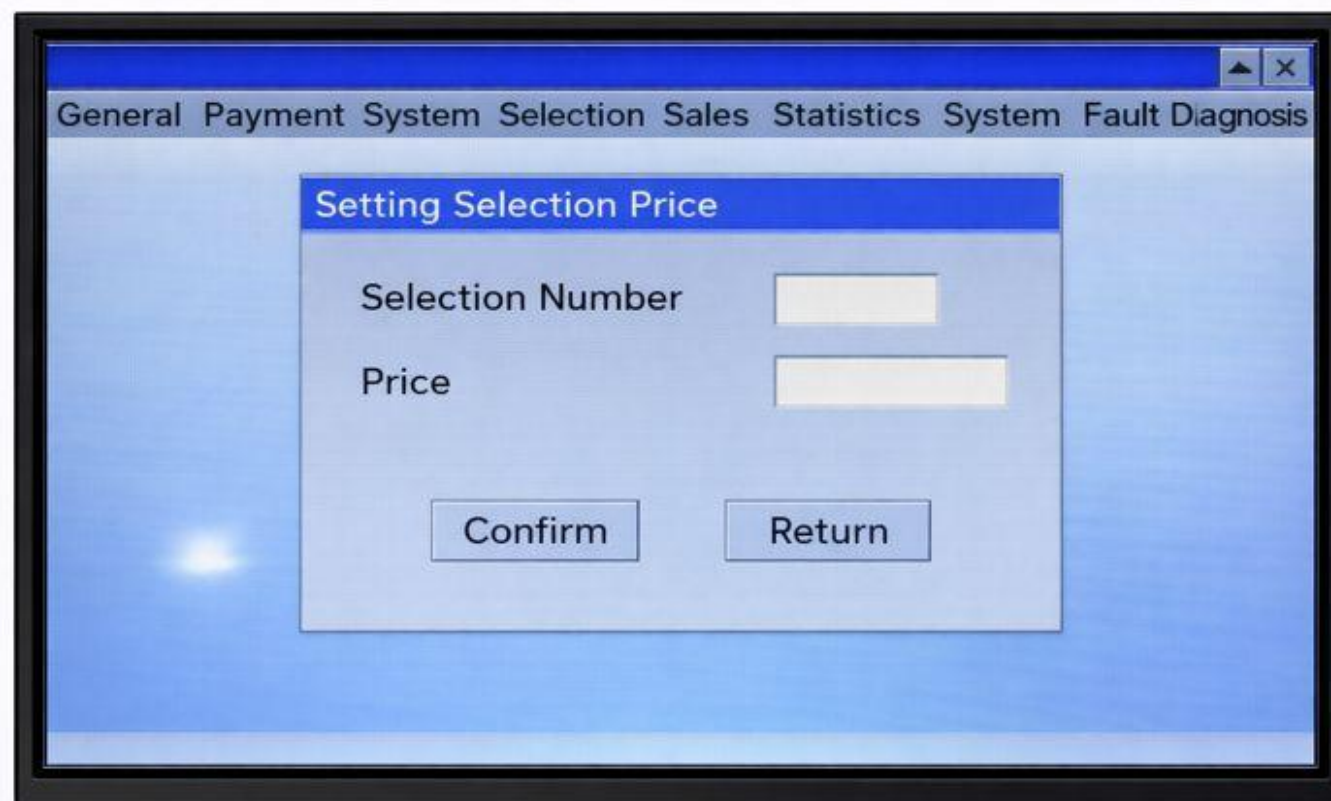 General Payment System Selection Sales Statistics System Fault Diagnosis
Setting Selection Price
Selection Number
Price
Confirm
Return